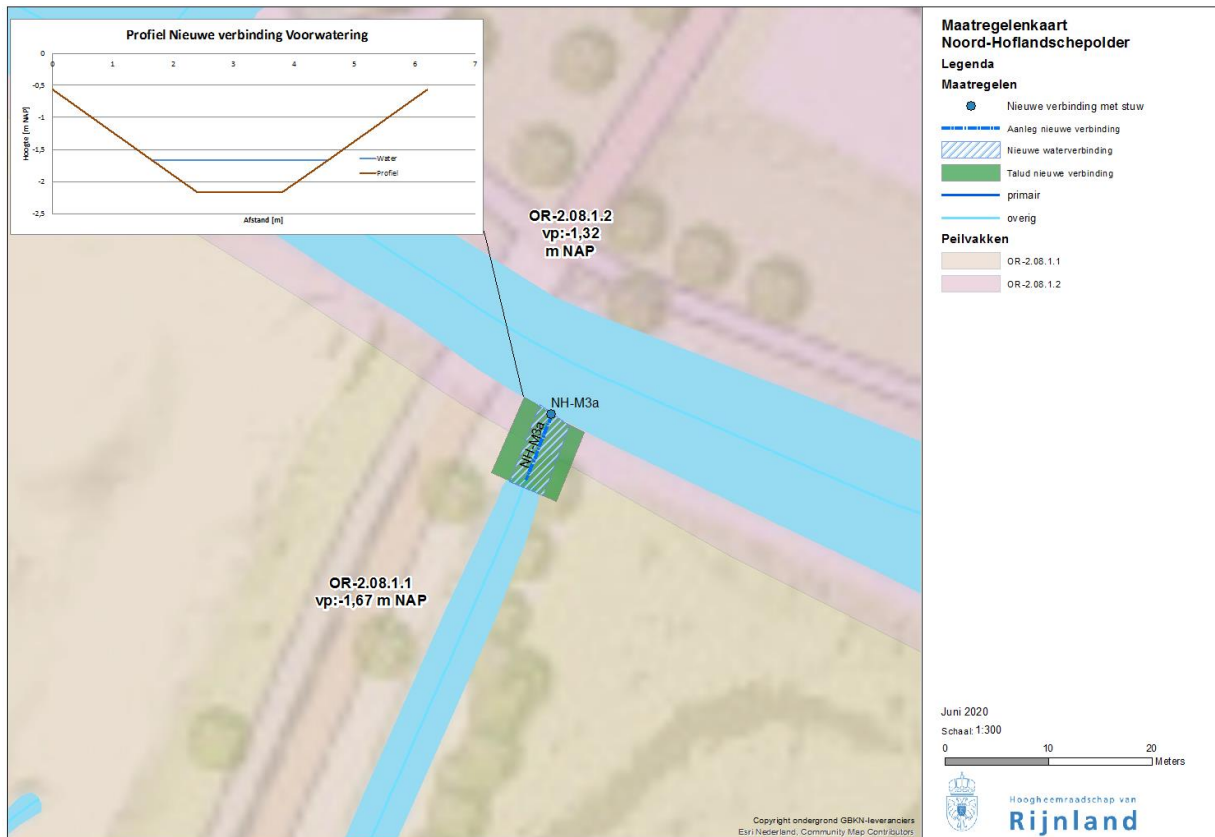 Profiel Nieuwe verbinding Voorwatering
0
0 1 2 3 4 5 6 7
-0,5
-1
-1,5
-2
-2,5
Hoogte [m NAP]
Water
Profiel
Afstand [m]
OR-2.08.1.2
vp:-1,32
m NAP
NH-M3a
NH-M3a
OR-2.08.1.1
vp:-1,67 m NAP
Copyright ondergrond GBKN-leveranciers
Esri Nederland, Community Map Contributors
Maatregelenkaart
Noord-Hoflandschepolder
Legenda
Maatregelen
Nieuwe verbinding met stuw
Aanleg nieuwe verbinding
Nieuwe waterverbinding
Talud nieuwe verbinding
primair
overig
Peilvakken
OR-2.08.1.1
OR-2.08.1.2
Juni 2020
Schaal: 1:300
0 10 20
Meters
Hoogheemraadschap van
Rijnland